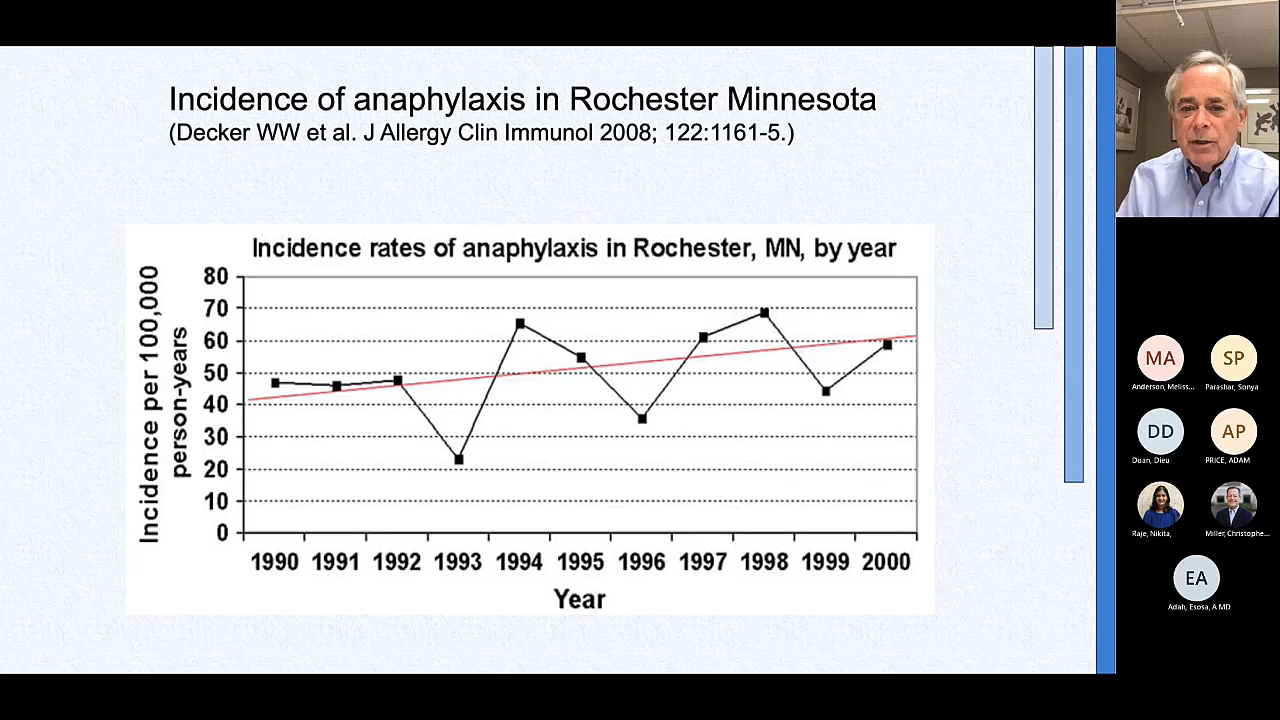 Incidence of anaphylaxis in Rochester Minnesota
(Decker WW et al. J Allergy Clin Immunol 2008; 122:1161-5.)
Incidence rates of anaphylaxis in Rochester, MN, by year
Incidence per 100,000
person-years
80
70
60
50
40
30
20
10
0
1990 1991 1992 1993 1994 1995 1996 1997 1998 1999 2000
Year
MA SP
Anderson, Meliss... Parashar, Sonya
DD AP
Doan, Dieu PRICE, ADAM
Raje, Nikita, Miller, Christophe...
EA
Adah, Esosa, A MD